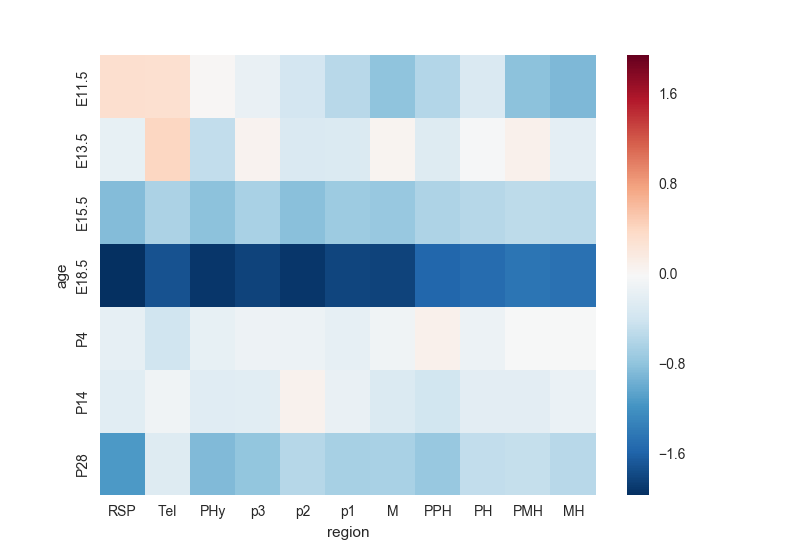 E11.5
E13.5
E15.5
E18.5
P4
P14
P28
age
RSP Tel PHy p3 p2 p1 M PPH PH PMH MH
region
1.6
0.8
0.0
−0.8
−1.6